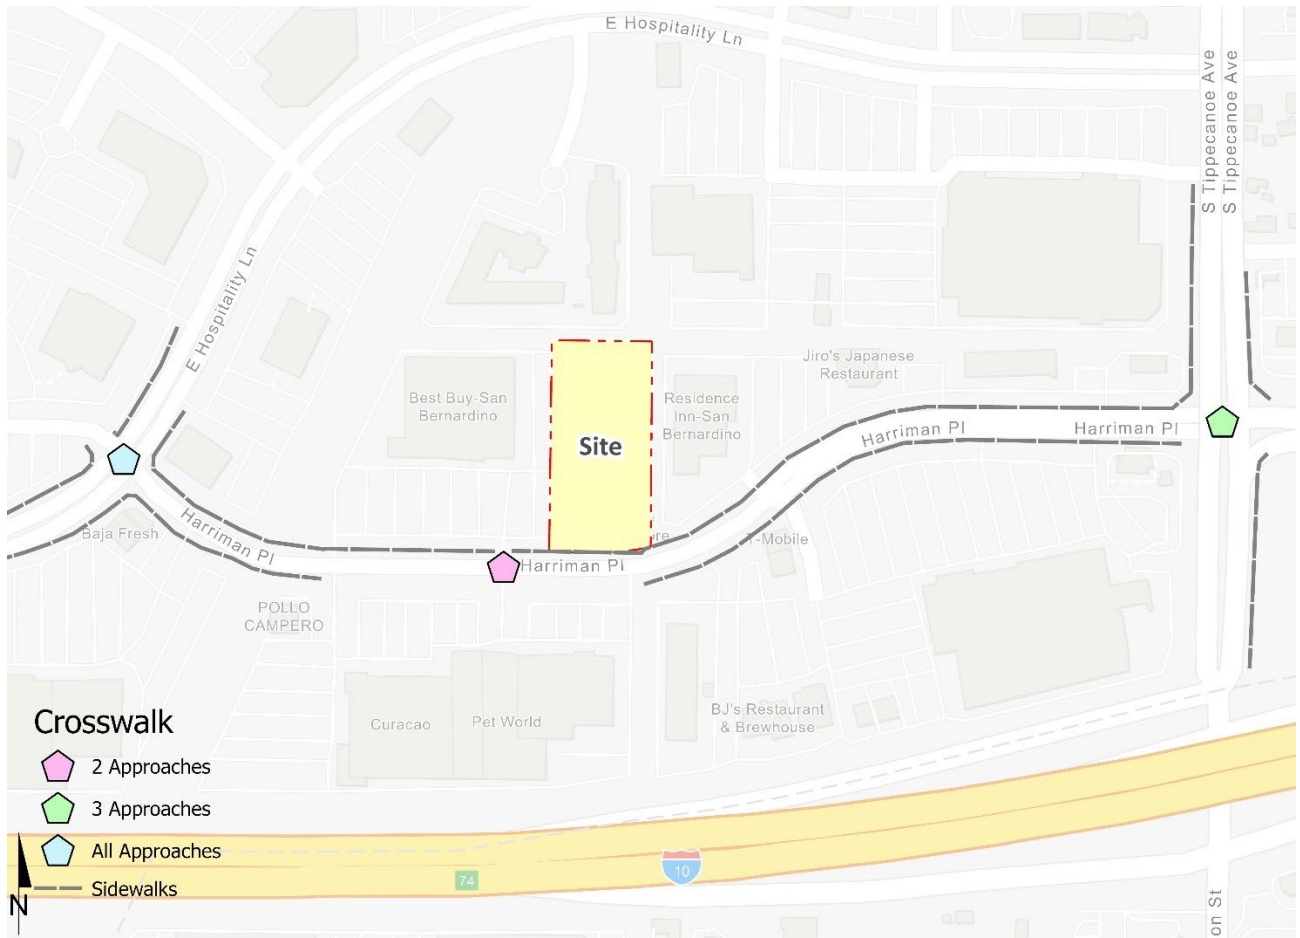 E Hospitality Ln
S Tippecanoe Ave
S Tippecanoe Ave
E Hospitality Ln
Jiro's Japanese
Restaurant
Best Buy-San
Bernardino
Residence
Inn-San
Bernardino
Site
Harriman Pl
Harriman Pl
Baja Fresh
Harriman Pl
T-Mobile
Harriman Pl
POLLO
CAMPERO
Curacao
Pet World
BJ's Restaurant
& Brewhouse
Crosswalk
2 Approaches
3 Approaches
All Approaches
Sidewalks
N
74
10
on St